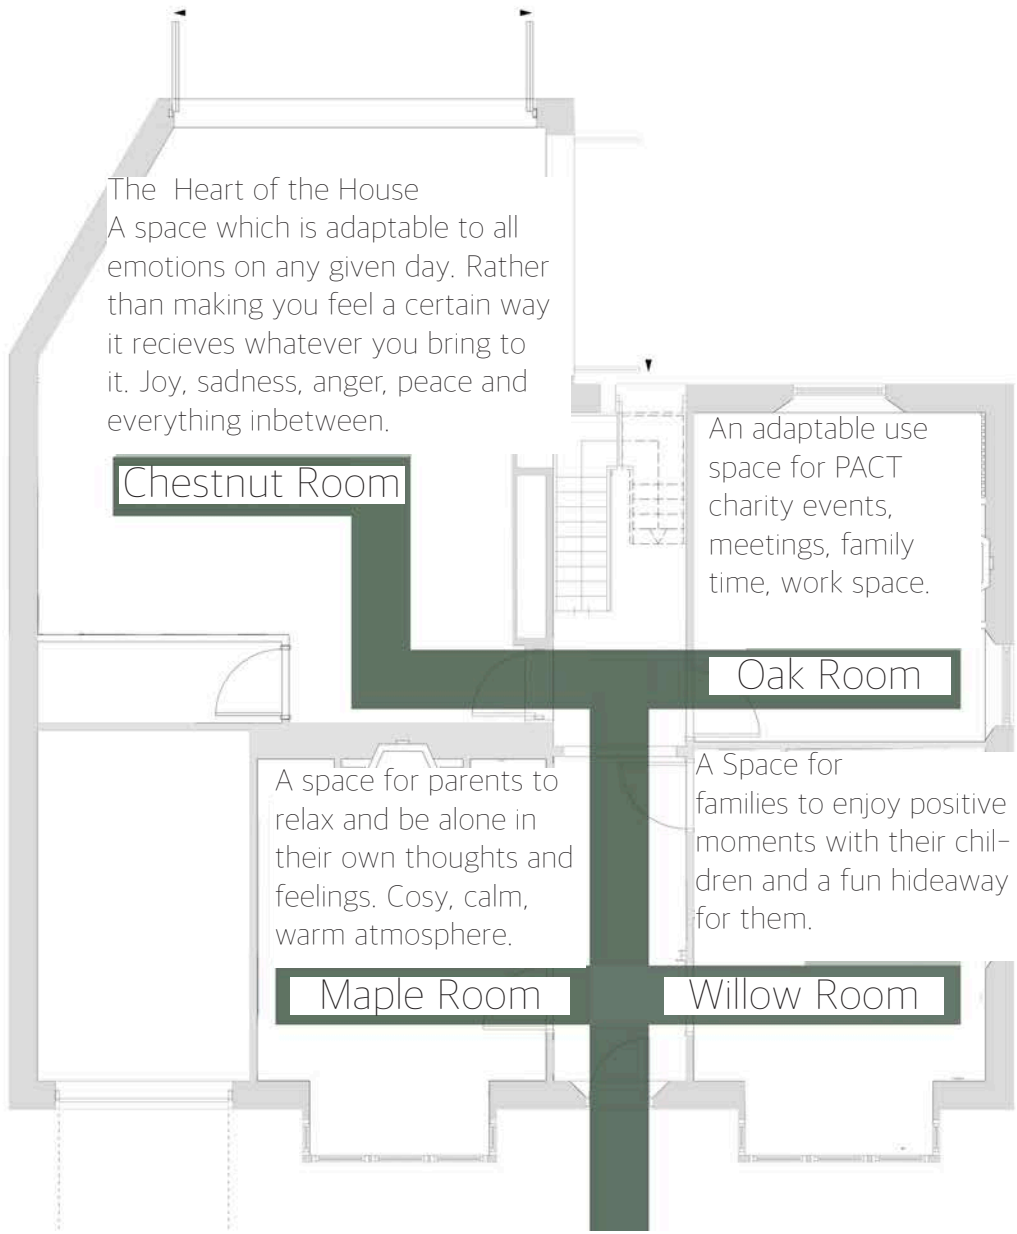 The Heart of the House
A space which is adaptable to all
emotions on any given day. Rather
than making you feel a certain way
it recieves whatever you bring to
it. Joy, sadness, anger, peace and
everything inbetween.
Chestnut Room
An adaptable use
space for PACT
charity events,
meetings, family
time, work space.
Oak Room
A space for parents to
relax and be alone in
their own thoughts and
feelings. Cosy, calm,
warm atmosphere.
Maple Room
A Space for
families to enjoy positive
moments with their chil-
dren and a fun hideaway
for them.
Willow Room